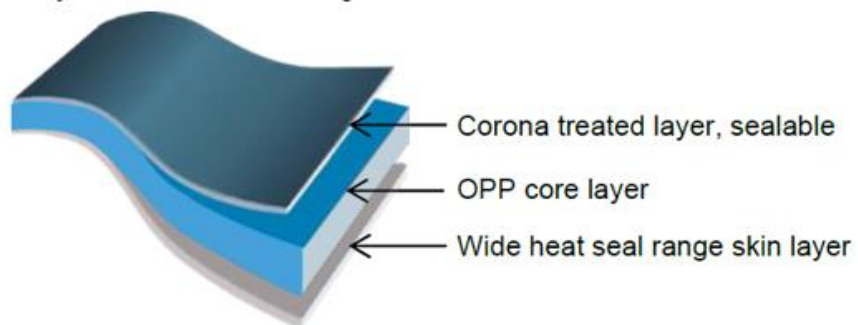 Corona treated layer, sealable
OPP core layer
Wide heat seal range skin layer